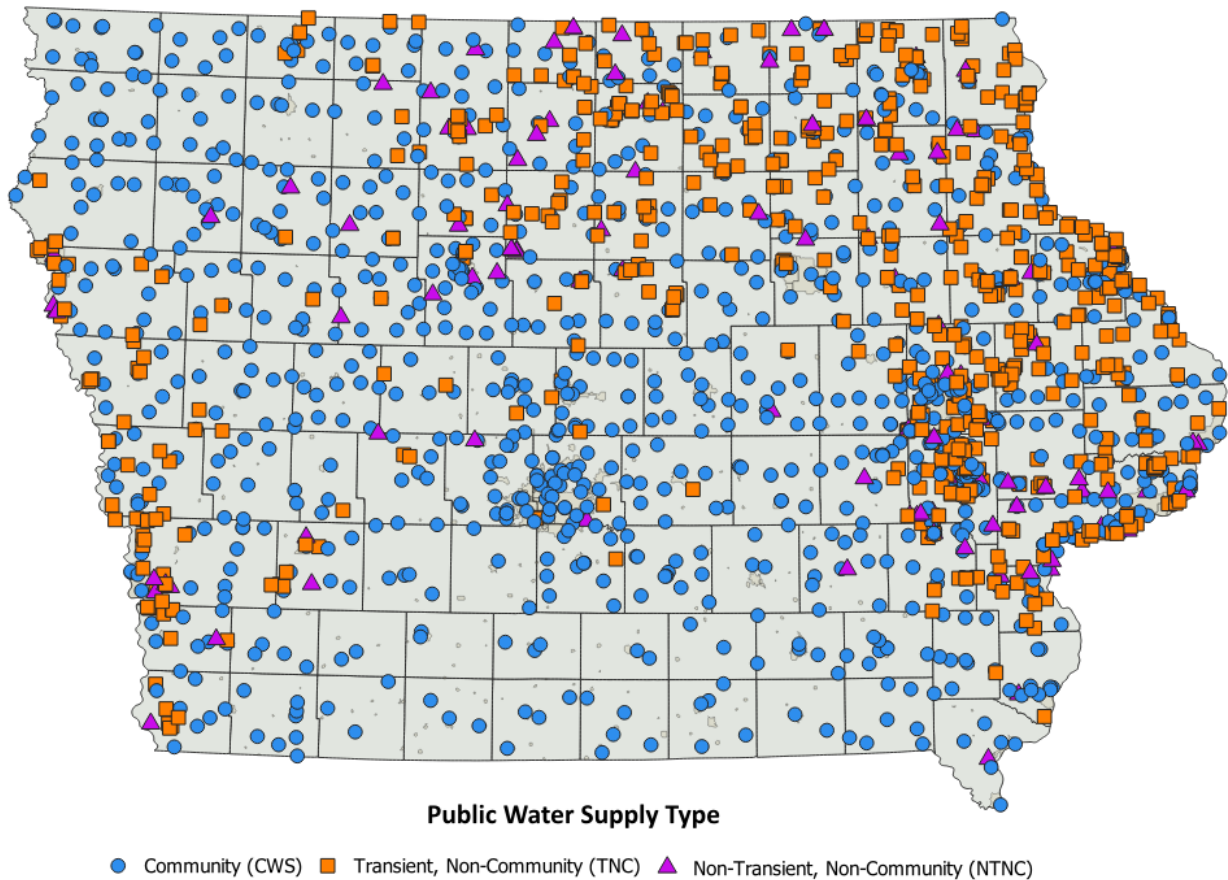 Public Water Supply Type
Community (CWS) Transient, Non-Community (TNC) Non-Transient, Non-Community (NTNC)